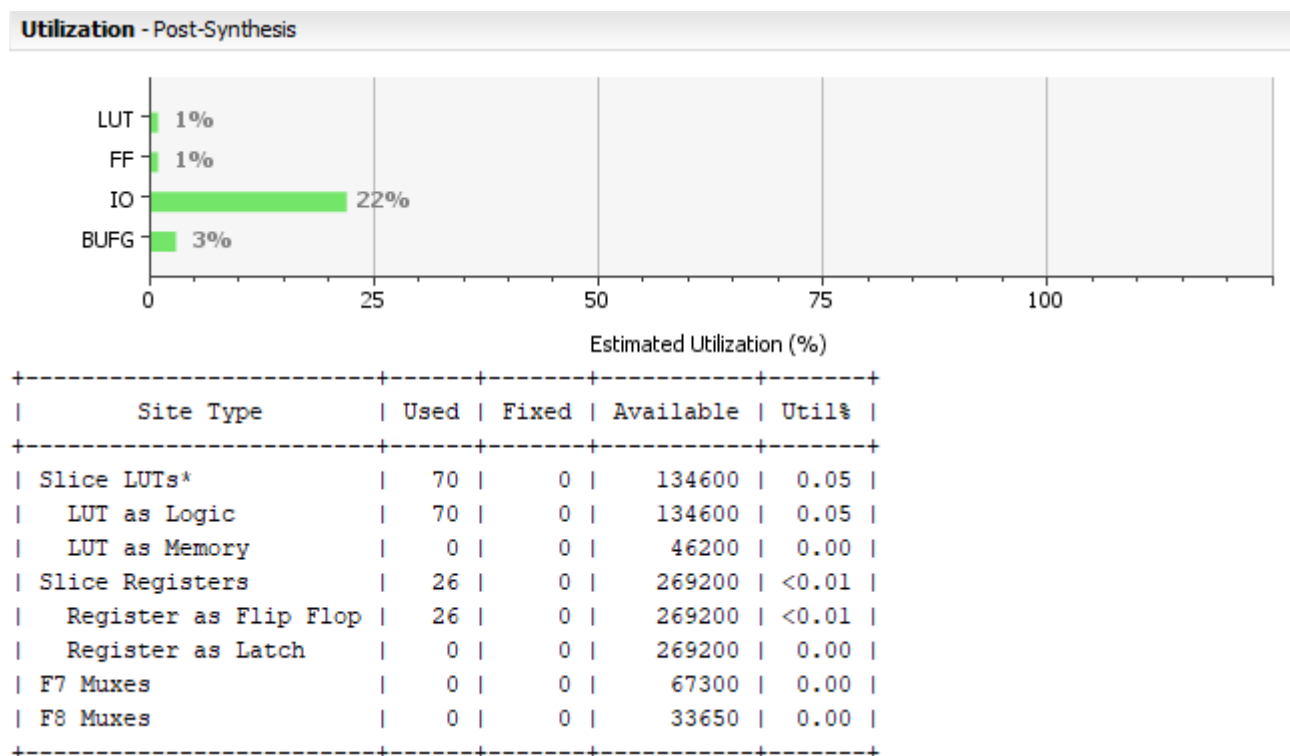 Utilization - Post-Synthesis
LUT 1%
FF 1%
IO 22%
BUFG 3%
0 25 50 75 100
Estimated Utilization (%)
+-------------------------+------+-------+-----------+-------+
|        Site Type        | Used | Fixed | Available | Util% |
+-------------------------+------+-------+-----------+-------+
| Slice LUTs*             |   70 |     0 |    134600 |  0.05 |
|   LUT as Logic          |   70 |     0 |    134600 |  0.05 |
|   LUT as Memory         |    0 |     0 |     46200 |  0.00 |
| Slice Registers         |   26 |     0 |    269200 | <0.01 |
|   Register as Flip Flop |   26 |     0 |    269200 | <0.01 |
|   Register as Latch     |    0 |     0 |    269200 |  0.00 |
| F7 Muxes                |    0 |     0 |     67300 |  0.00 |
| F8 Muxes                |    0 |     0 |     33650 |  0.00 |
+-------------------------+------+-------+-----------+-------+